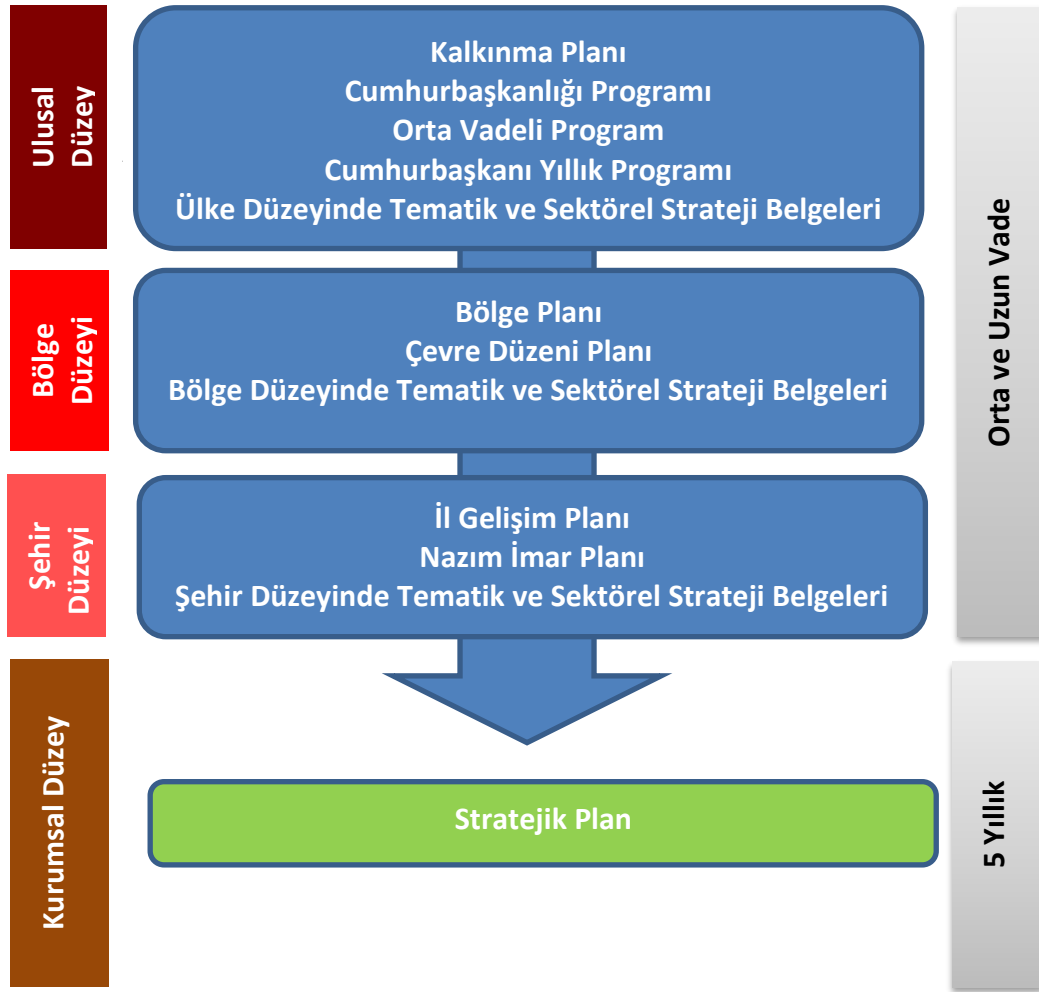 Ulusal
Düzey
Kalkınma Planı
Cumhurbaşkanlığı Programı
Orta Vadeli Program
Cumhurbaşkanı Yıllık Programı
Ülke Düzeyinde Tematik ve Sektörel Strateji Belgeleri
Bölge
Düzeyi
Bölge Planı
Çevre Düzeni Planı
Bölge Düzeyinde Tematik ve Sektörel Strateji Belgeleri
Şehir
Düzeyi
İl Gelişim Planı
Nazım İmar Planı
Şehir Düzeyinde Tematik ve Sektörel Strateji Belgeleri
Orta ve Uzun Vade
Kurumsal Düzey
Stratejik Plan
5 Yıllık